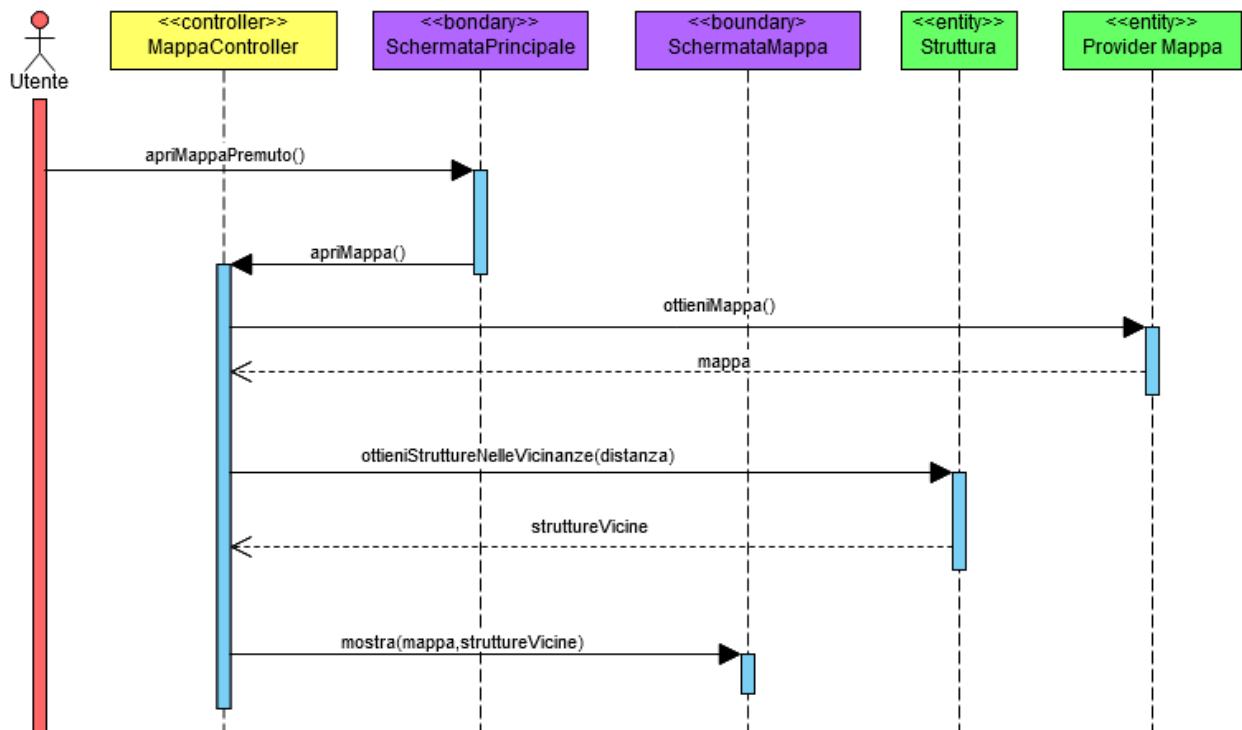 <<controller>>
MappaController
<<bondary>>
SchermataPrincipale
<<boundary>>
SchermataMappa
<<entity>>
Struttura
<<entity>>
Provider Mappa
Utente
apriMappaPremuto()
apriMappa()
ottieniMappa()
mappa
ottieniStruttureNelleVicinanze(distanza)
struttureVicine
mostra(mappa,struttureVicine)